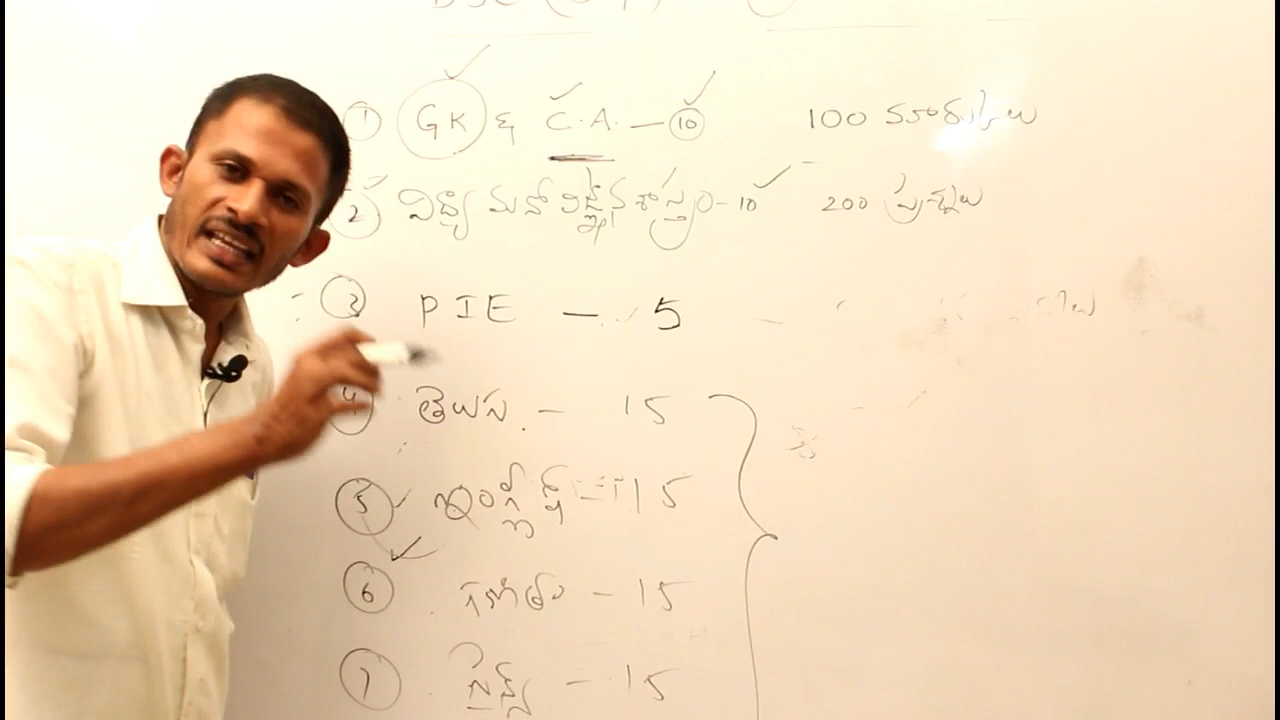 ① GK & C.A. — ⑩ 100 మార్కులు
② విద్యా మనో విజ్ఞాన శాస్త్రం - 10 200 ప్రశ్నలు
③ PIE — 5
④ తెలుగు — 15
⑤ ఇంగ్లీష్ — 15
⑥ గణితం — 15
⑦ సైన్స్ — 15